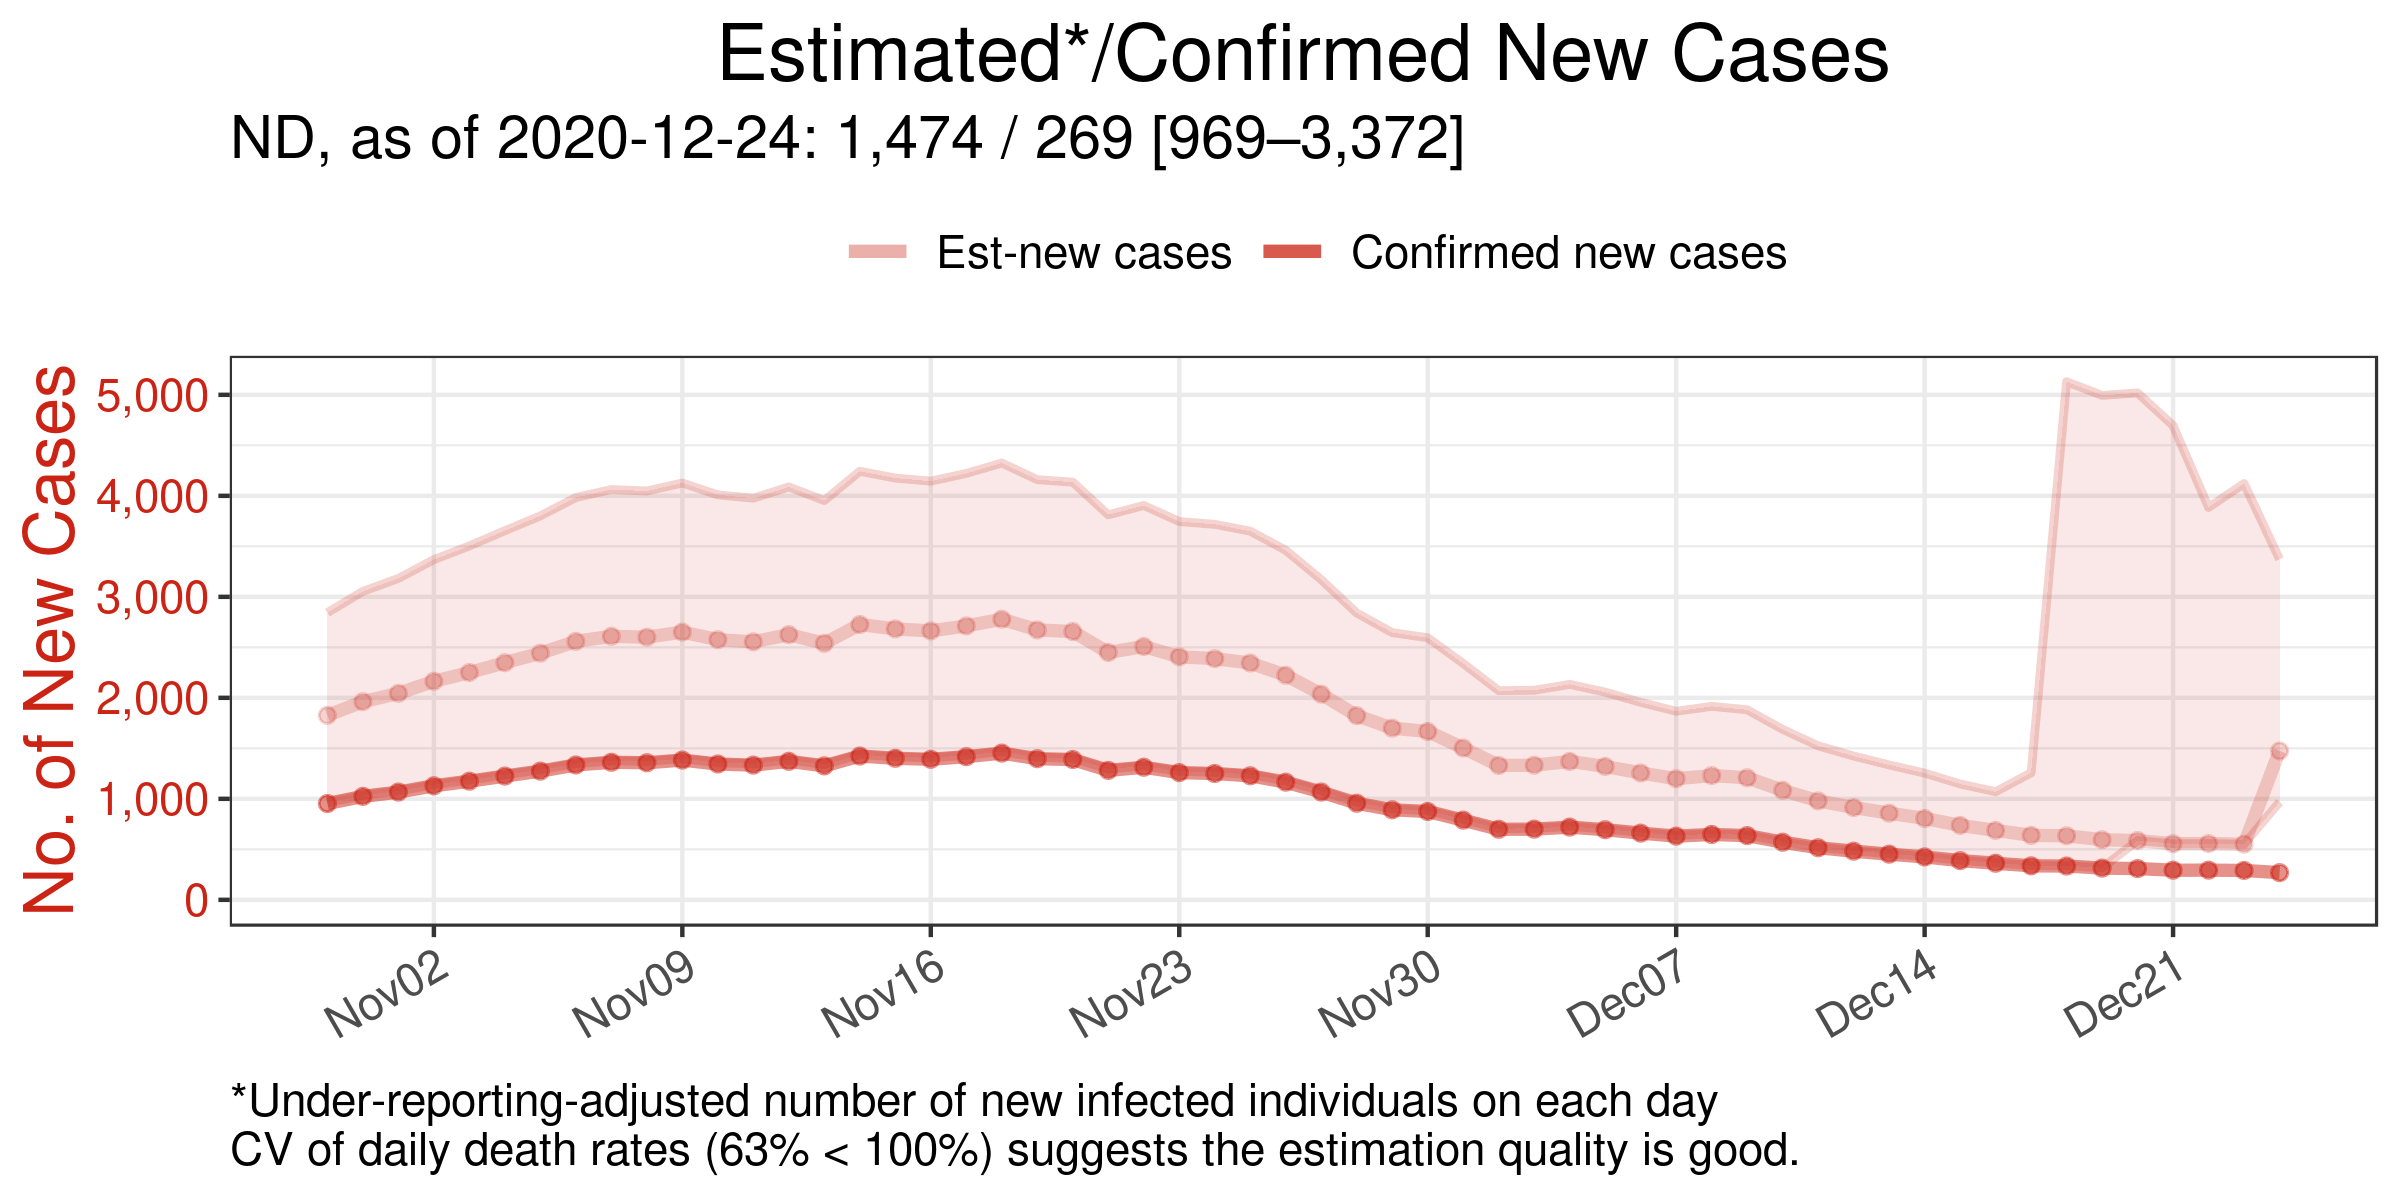 Estimated*/Confirmed New Cases
ND, as of 2020-12-24: 1,474 / 269 [969–3,372]
Est-new cases
Confirmed new cases
No. of New Cases
5,000
4,000
3,000
2,000
1,000
0
Nov02
Nov09
Nov16
Nov23
Nov30
Dec07
Dec14
Dec21
*Under-reporting-adjusted number of new infected individuals on each day
CV of daily death rates (63% < 100%) suggests the estimation quality is good.